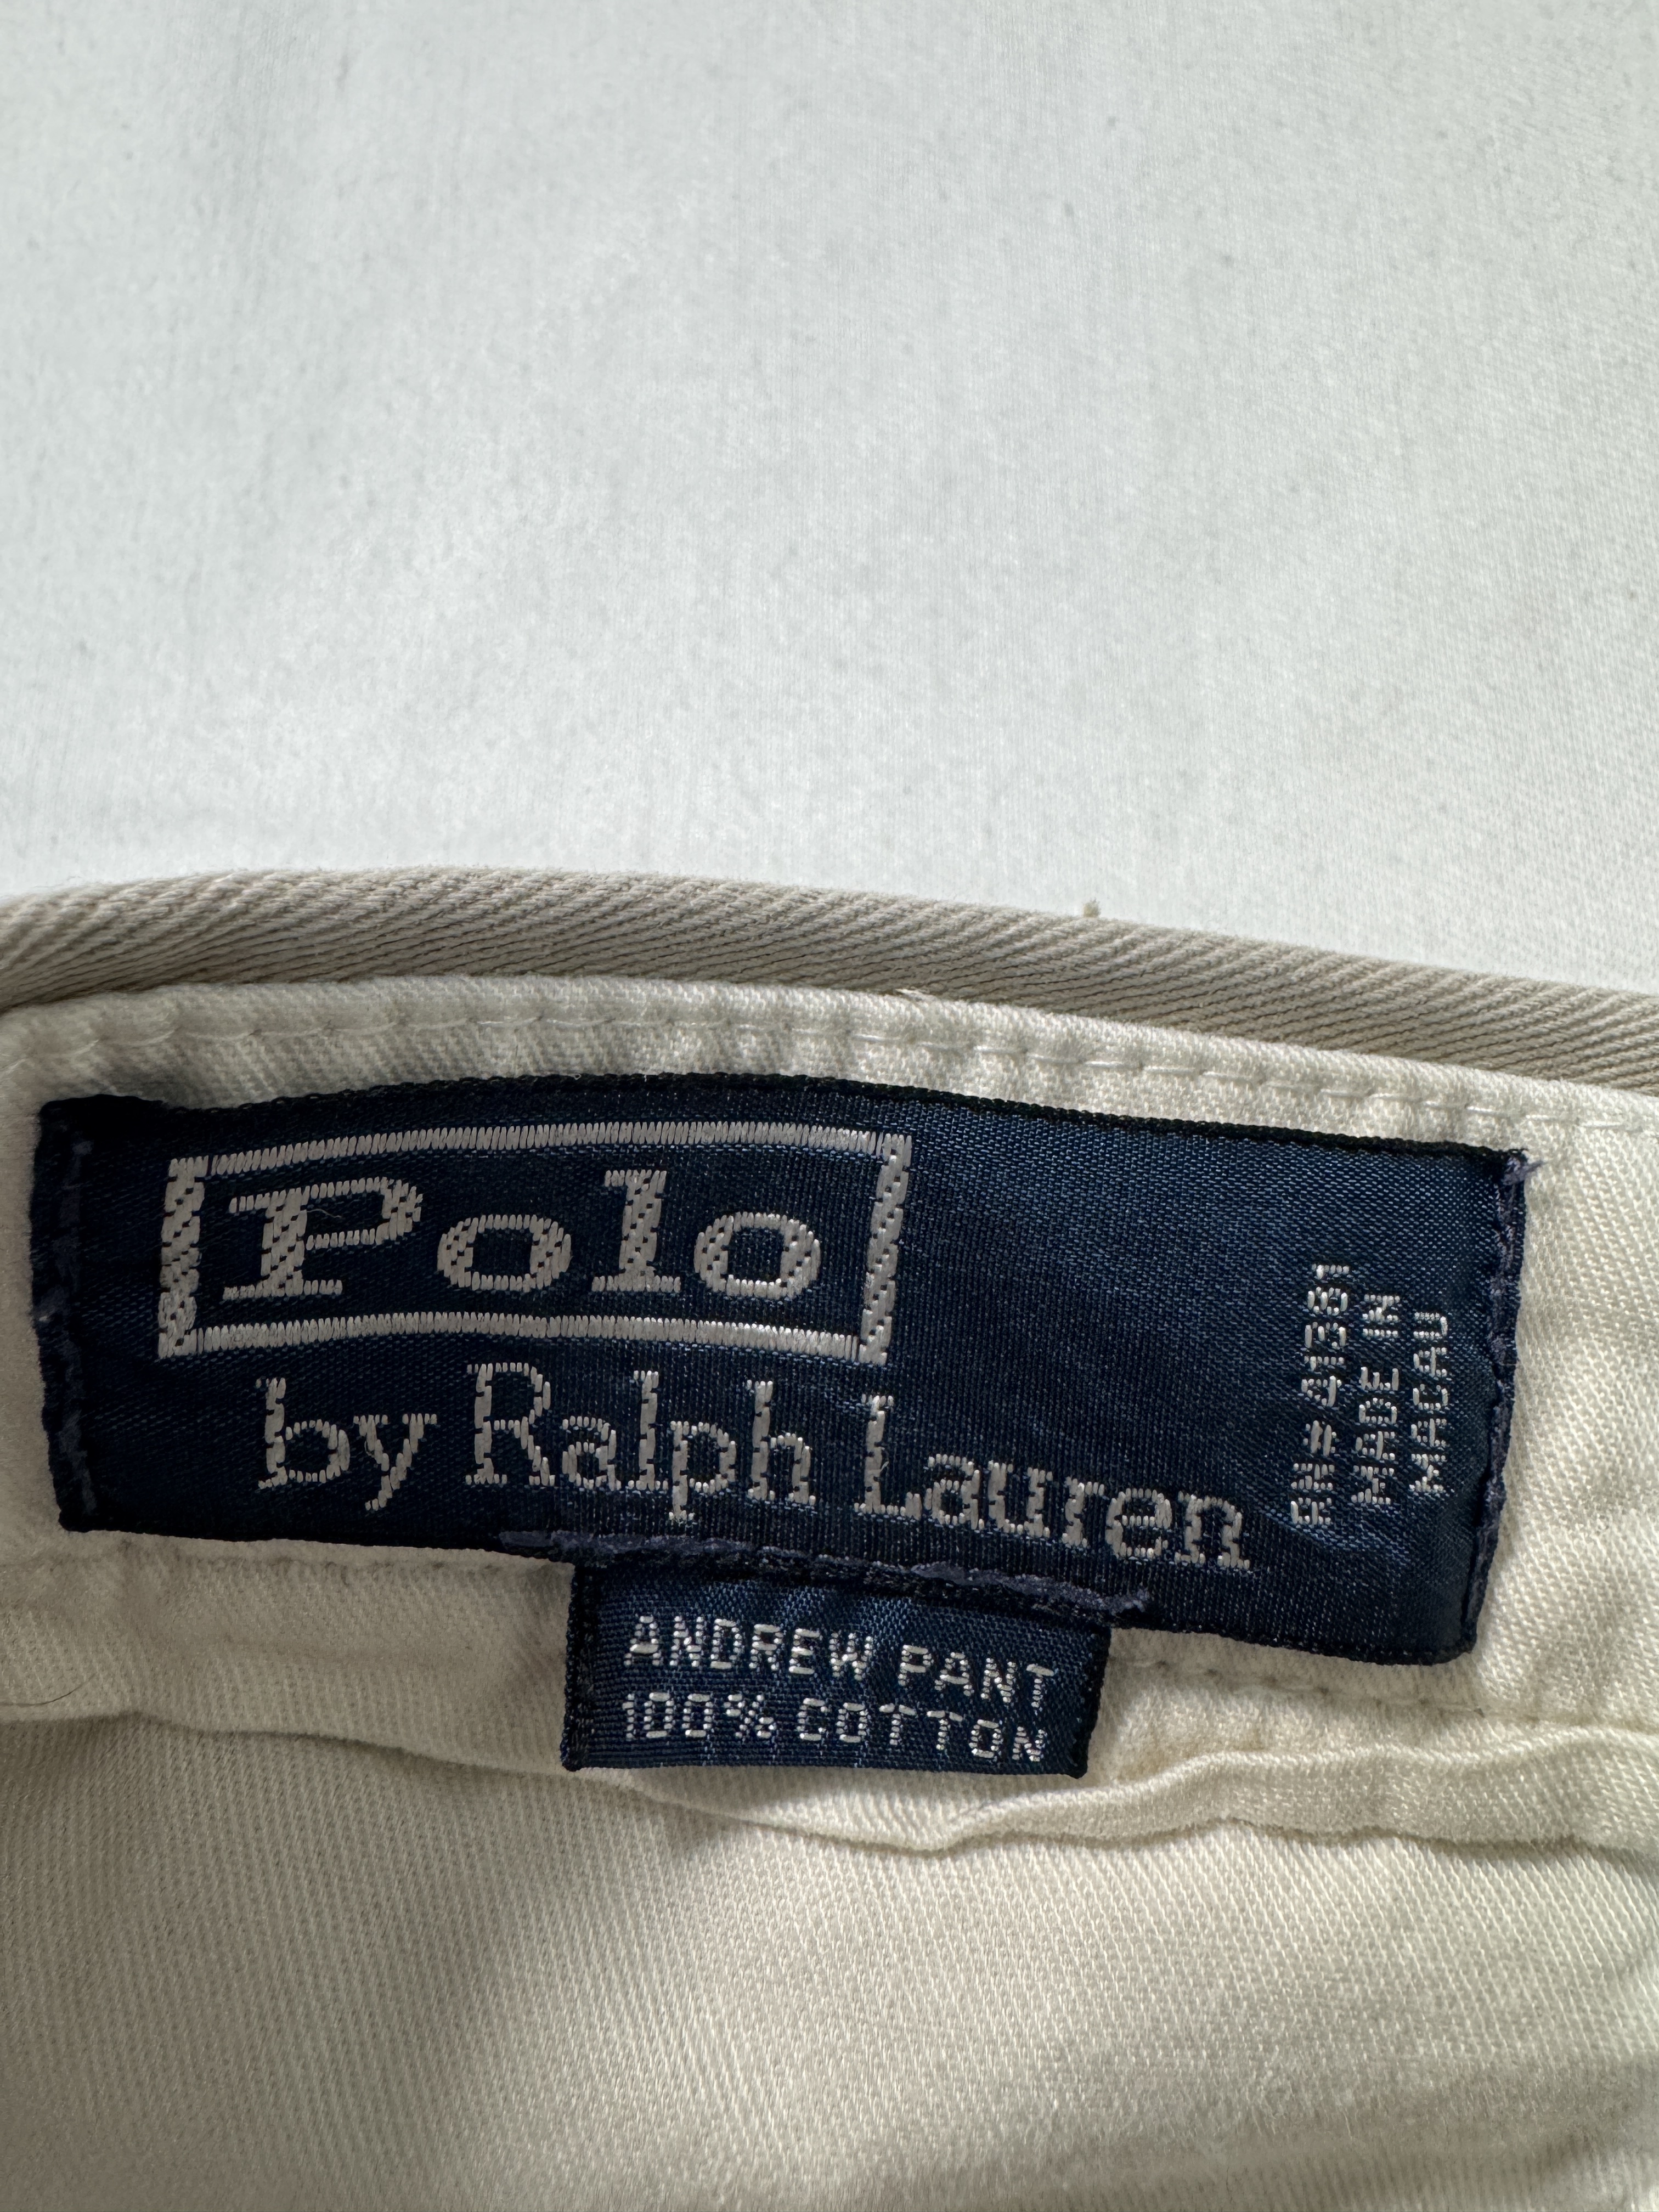 Polo
by Ralph Lauren
RN#41381
MADE IN
MACAU
ANDREW PANT
100% COTTON